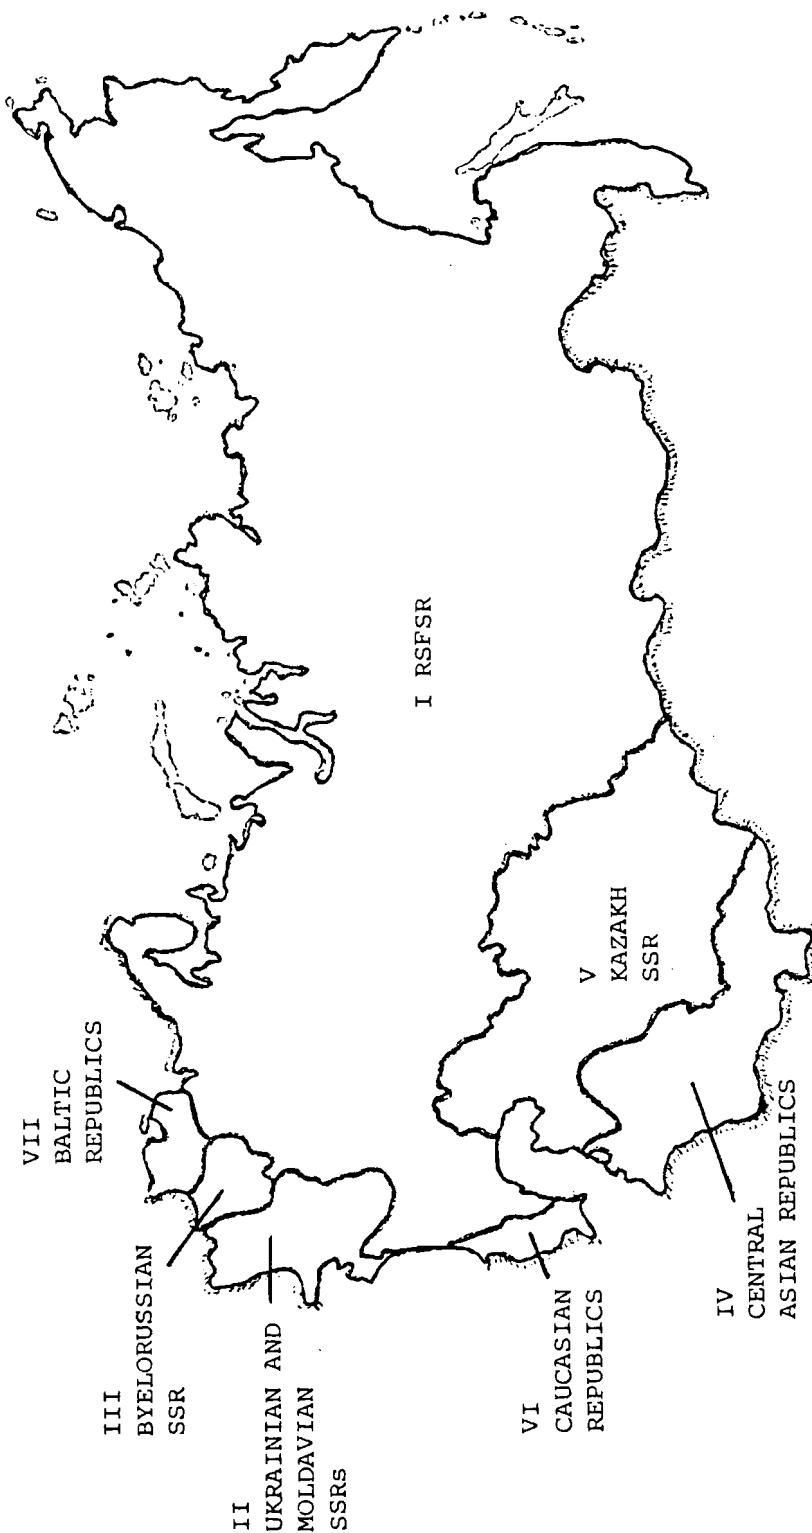 VII
BALTIC
REPUBLICS
III
BYELORUSSIAN
SSR
II
UKRAINIAN AND
MOLDAVIAN
SSRs
I RSFSR
V
KAZAKH
SSR
VI
CAUCASIAN
REPUBLICS
IV
CENTRAL
ASIAN REPUBLICS